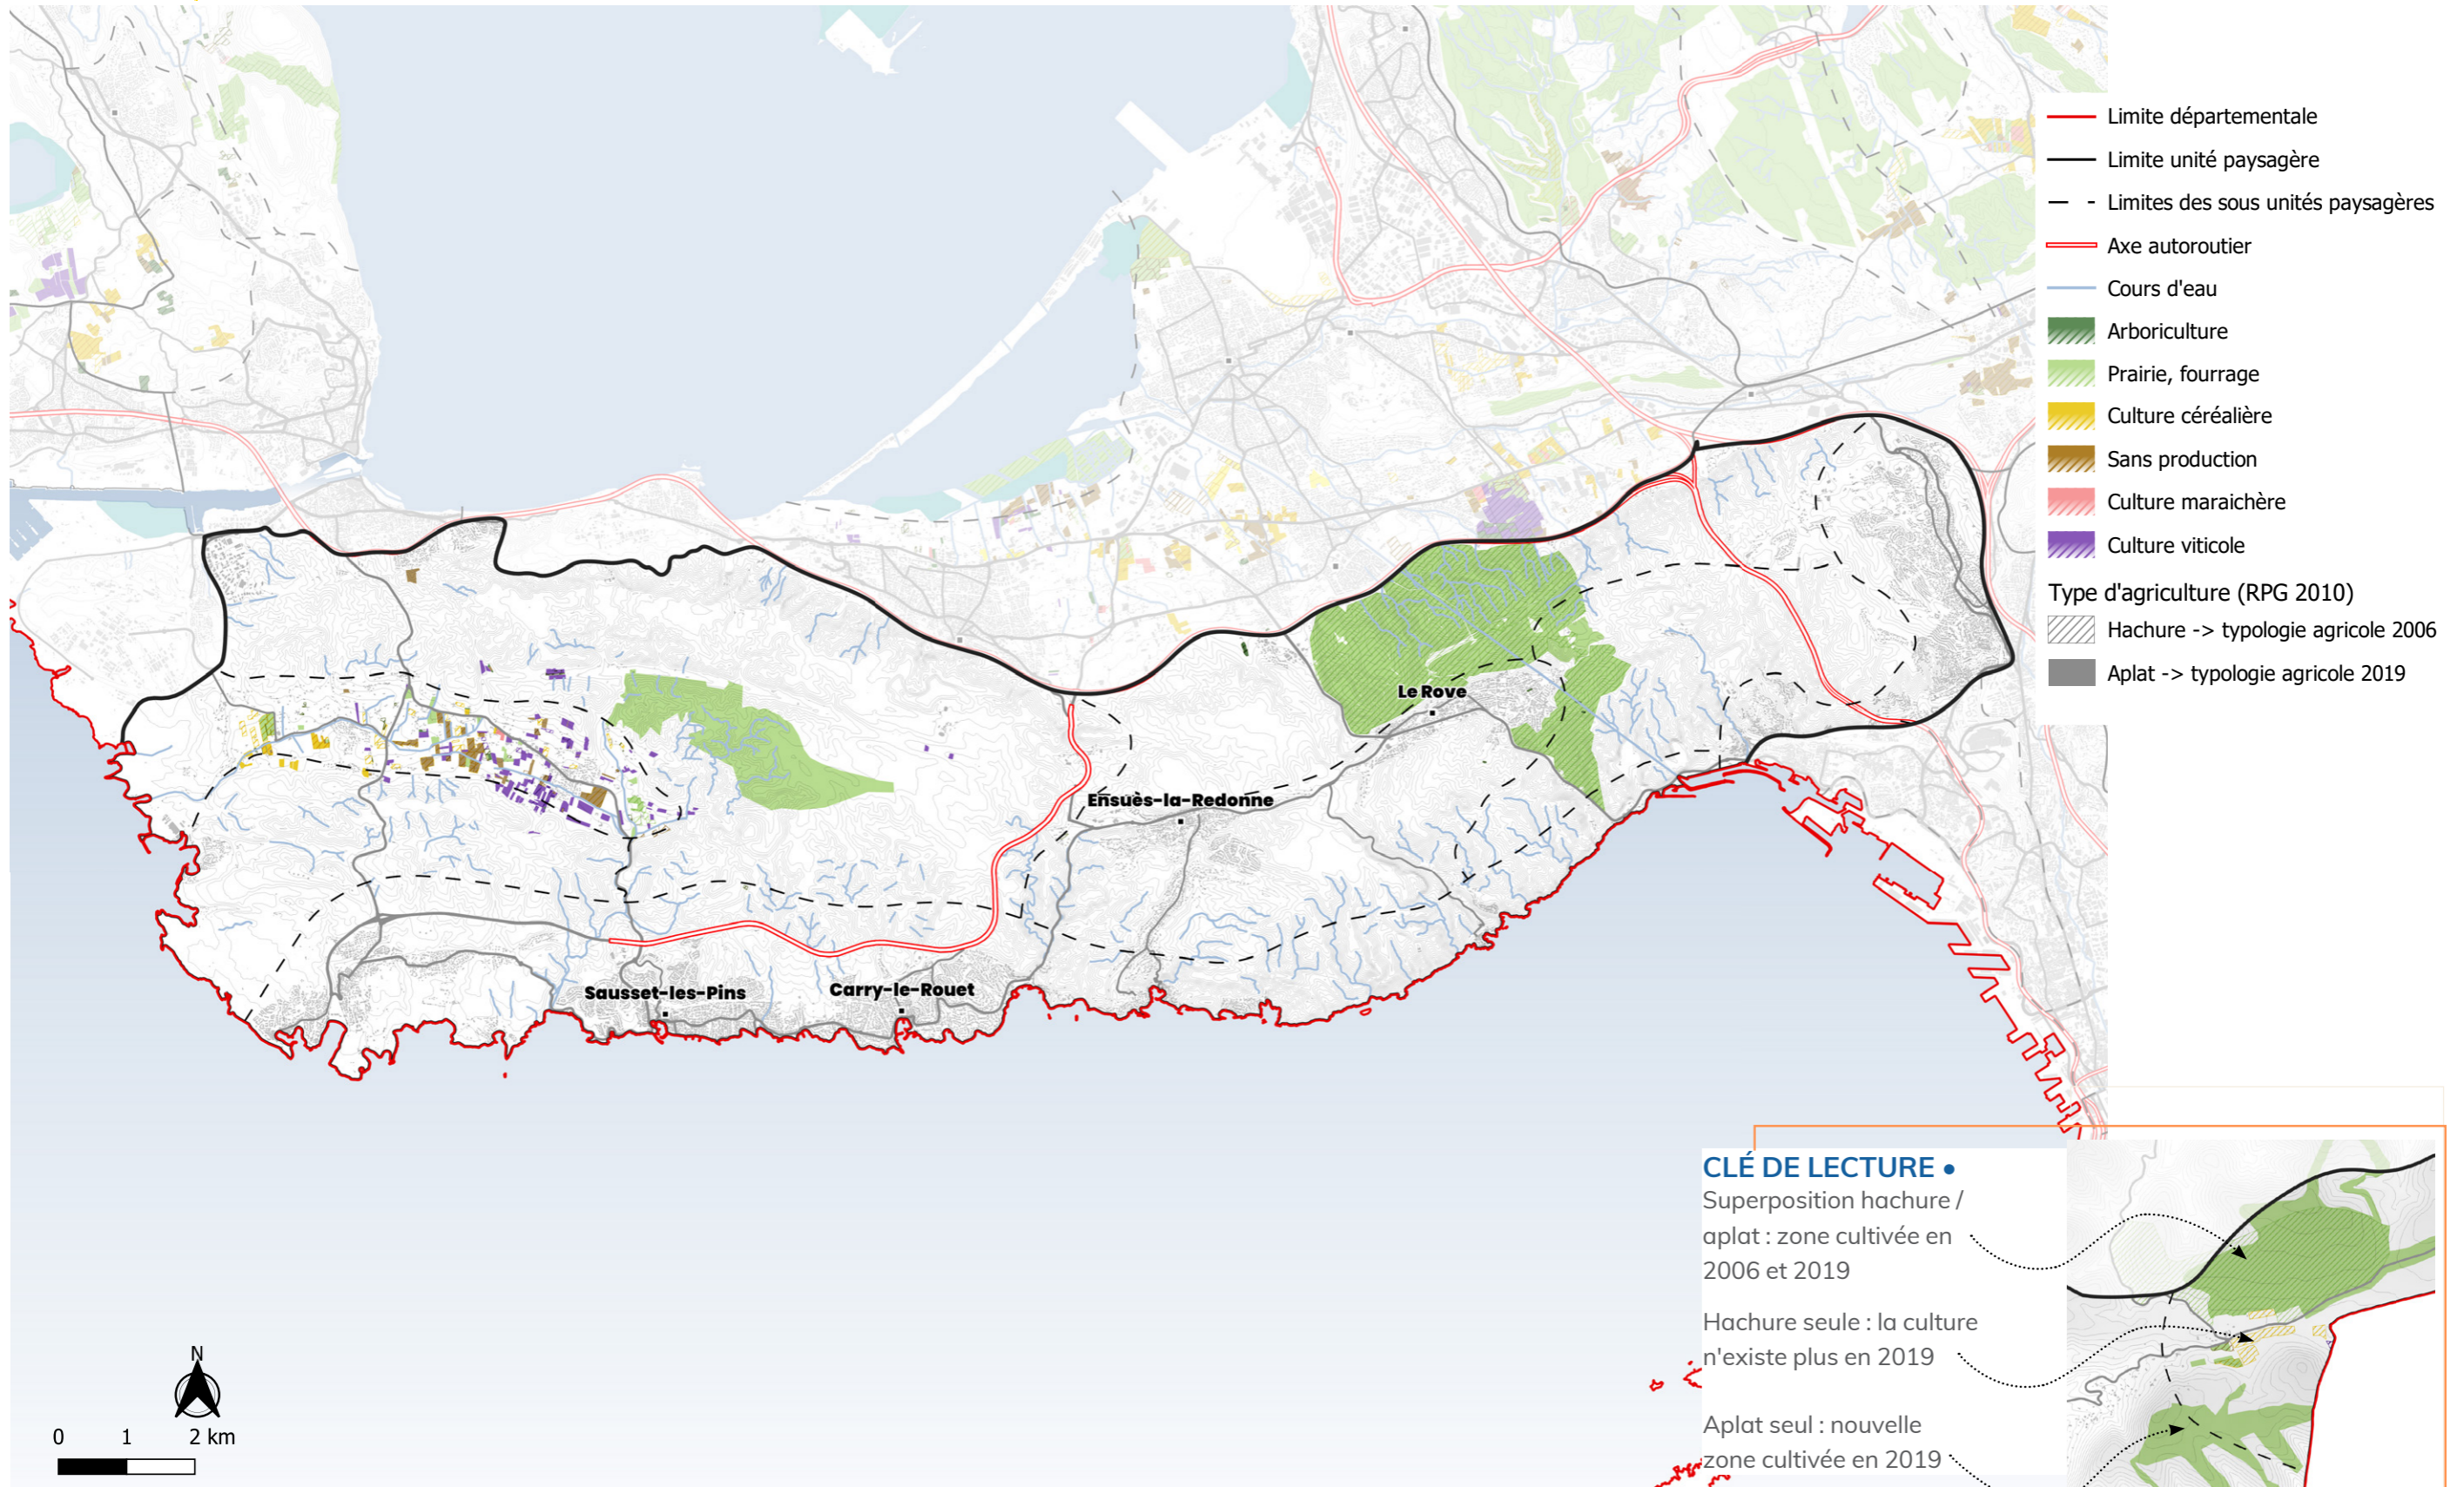 Limite départementale
Limite unité paysagère
Limites des sous unités paysagères
Axe autoroutier
Cours d'eau
Arboriculture
Prairie, fourrage
Culture céréalière
Sans production
Culture maraichère
Culture viticole
Type d'agriculture (RPG 2010)
Hachure -> typologie agricole 2006
Aplat -> typologie agricole 2019
Le Rove
Ensuès-la-Redonne
Sausset-les-Pins
Carry-le-Rouet
CLÉ DE LECTURE •
Superposition hachure /
aplat : zone cultivée en
2006 et 2019
Hachure seule : la culture
n'existe plus en 2019
Aplat seul : nouvelle
zone cultivée en 2019
N
0 1 2 km